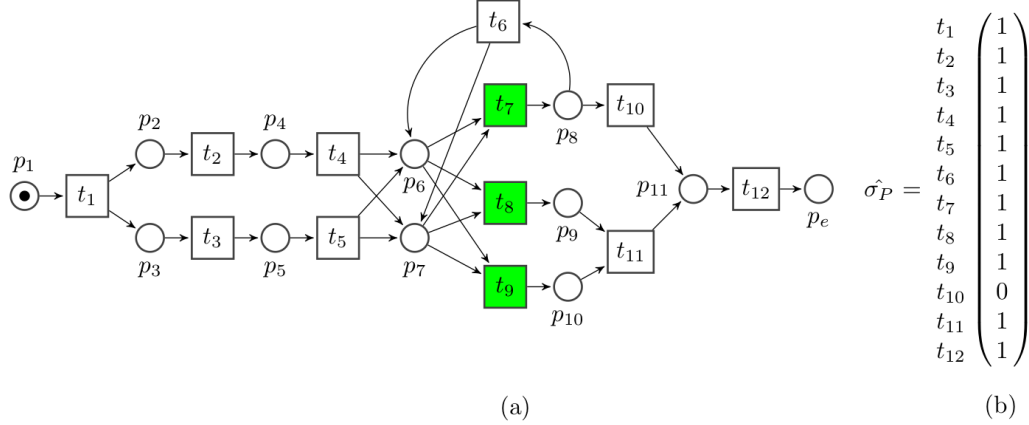 t₆
p₂ p₄ t₇ p₈ t₁₀
p₁ t₂ t₄ p₆
t₁ t₈ p₉ p₁₁ t₁₂ pₑ
p₃ t₃ p₅ t₅ p₇ t₁₁
t₉ p₁₀
(a)
σ̂_P =
t₁ 1
t₂ 1
t₃ 1
t₄ 1
t₅ 1
t₆ 1
t₇ 1
t₈ 1
t₉ 1
t₁₀ 0
t₁₁ 1
t₁₂ 1
(b)